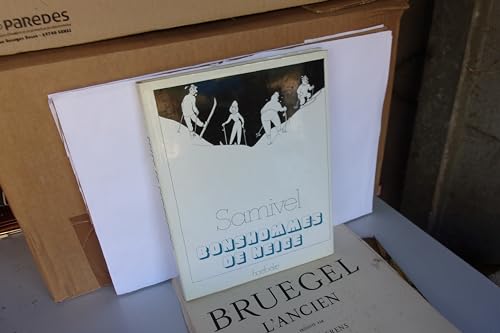 PAREDES
Samivel
BONSHOMMES
DE NEIGE
hoëbeke
BRUEGEL
L'ANCIEN